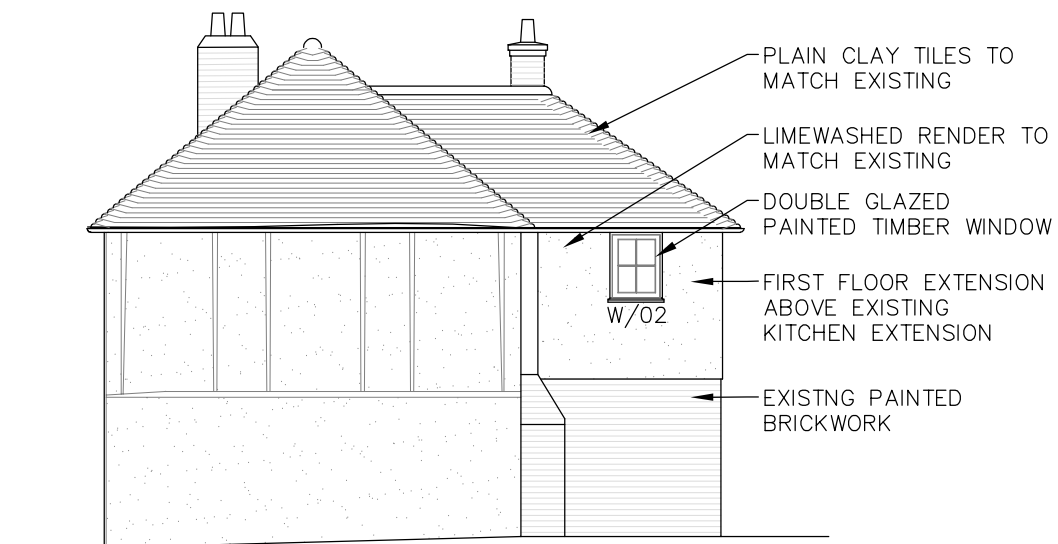 PLAIN CLAY TILES TO
MATCH EXISTING
LIMEWASHED RENDER TO
MATCH EXISTING
DOUBLE GLAZED
PAINTED TIMBER WINDOW
FIRST FLOOR EXTENSION
ABOVE EXISTING
KITCHEN EXTENSION
W/02
EXISTNG PAINTED
BRICKWORK